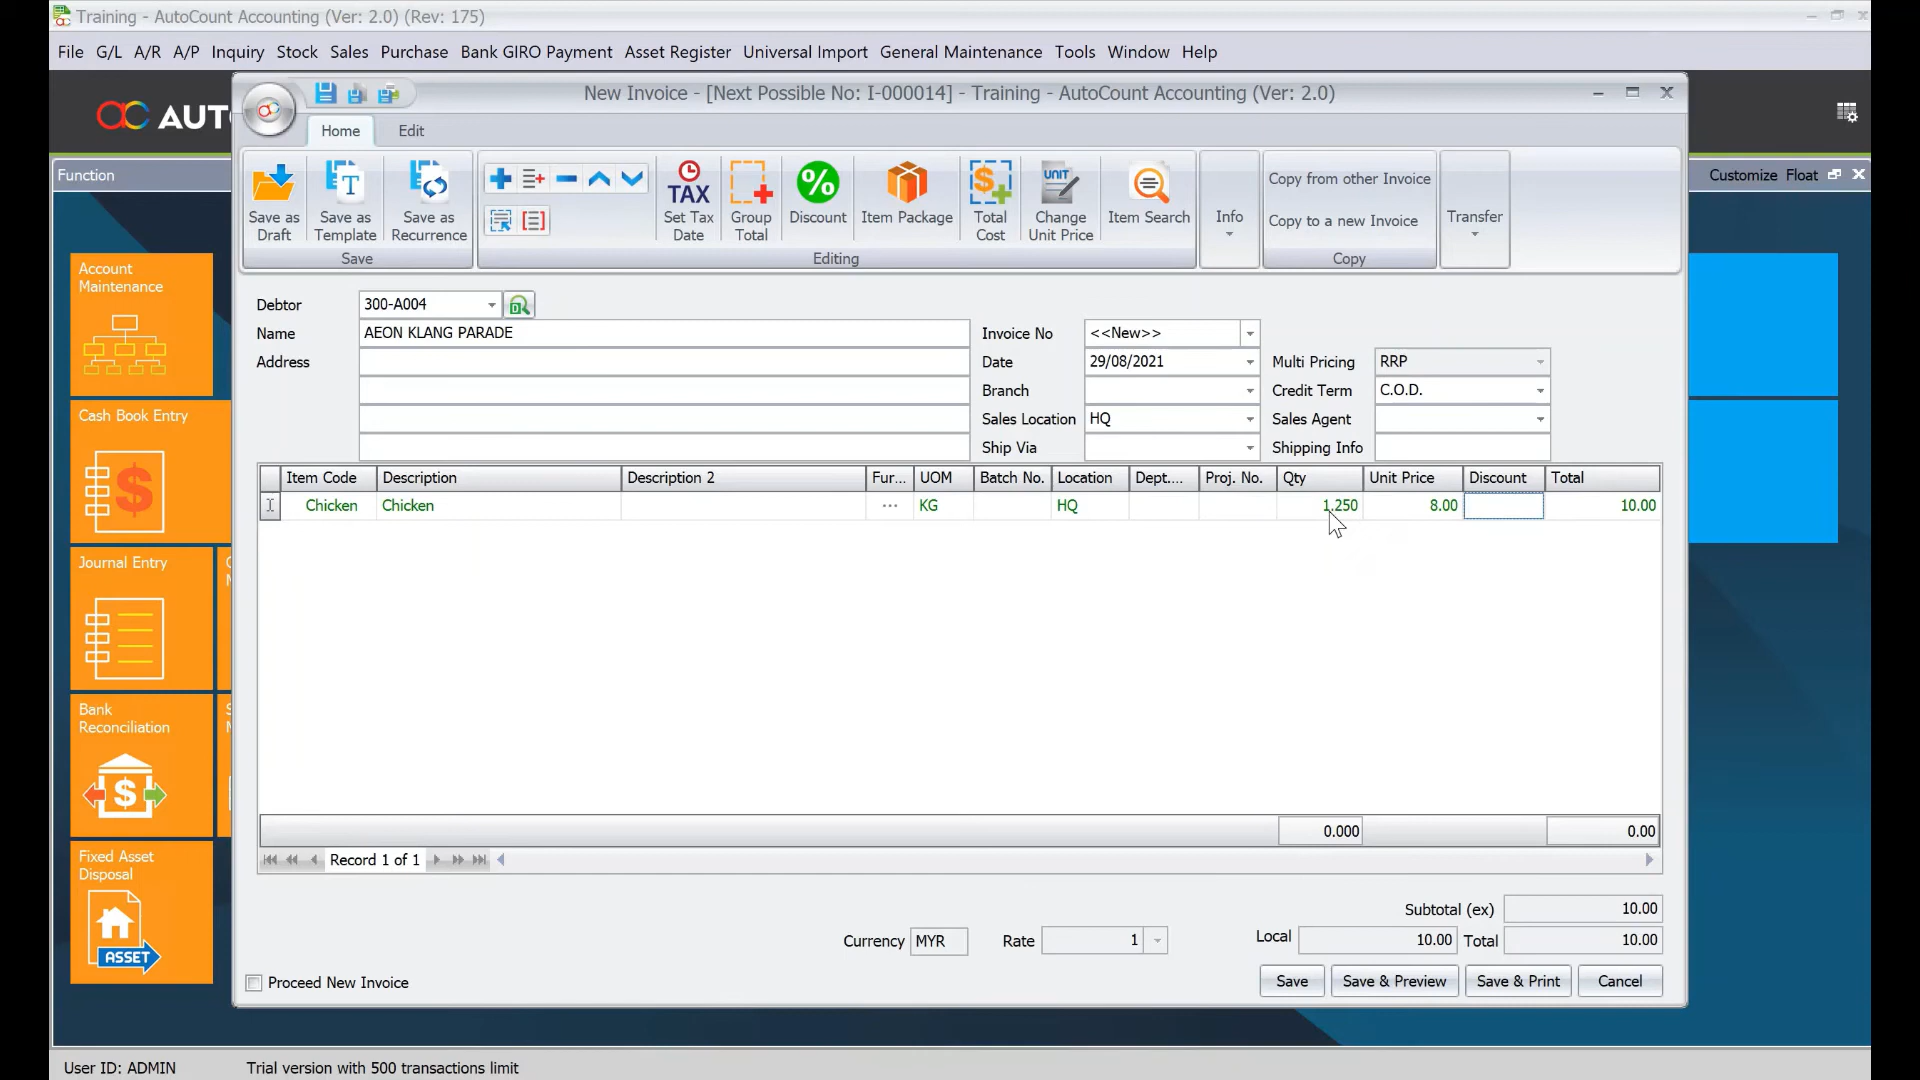 Training - AutoCount Accounting (Ver: 2.0) (Rev: 175)
File G/L A/R A/P Inquiry Stock Sales Purchase Bank GIRO Payment Asset Register Universal Import General Maintenance Tools Window Help
New Invoice - [Next Possible No: I-000014] - Training - AutoCount Accounting (Ver: 2.0)
AUT
Home Edit
Function
Customize Float
Save as Draft
Save as Template
Save as Recurrence
Save
TAX
Set Tax Date
Group Total
Discount
Item Package
Total Cost
UNIT
Change Unit Price
Item Search
Editing
Info
Copy from other Invoice
Copy to a new Invoice
Copy
Transfer
Account Maintenance
Cash Book Entry
Journal Entry
Bank Reconciliation
Fixed Asset Disposal
ASSET
Debtor 300-A004
Name AEON KLANG PARADE
Address
Invoice No <<New>>
Date 29/08/2021
Branch
Sales Location HQ
Ship Via
Multi Pricing RRP
Credit Term C.O.D.
Sales Agent
Shipping Info
Item Code Description Description 2 Fur... UOM Batch No. Location Dept.... Proj. No. Qty Unit Price Discount Total
Chicken Chicken ... KG HQ 1.250 8.00 10.00
0.000 0.00
Record 1 of 1
Subtotal (ex) 10.00
Currency MYR Rate 1 Local 10.00 Total 10.00
Proceed New Invoice
Save Save & Preview Save & Print Cancel
User ID: ADMIN Trial version with 500 transactions limit